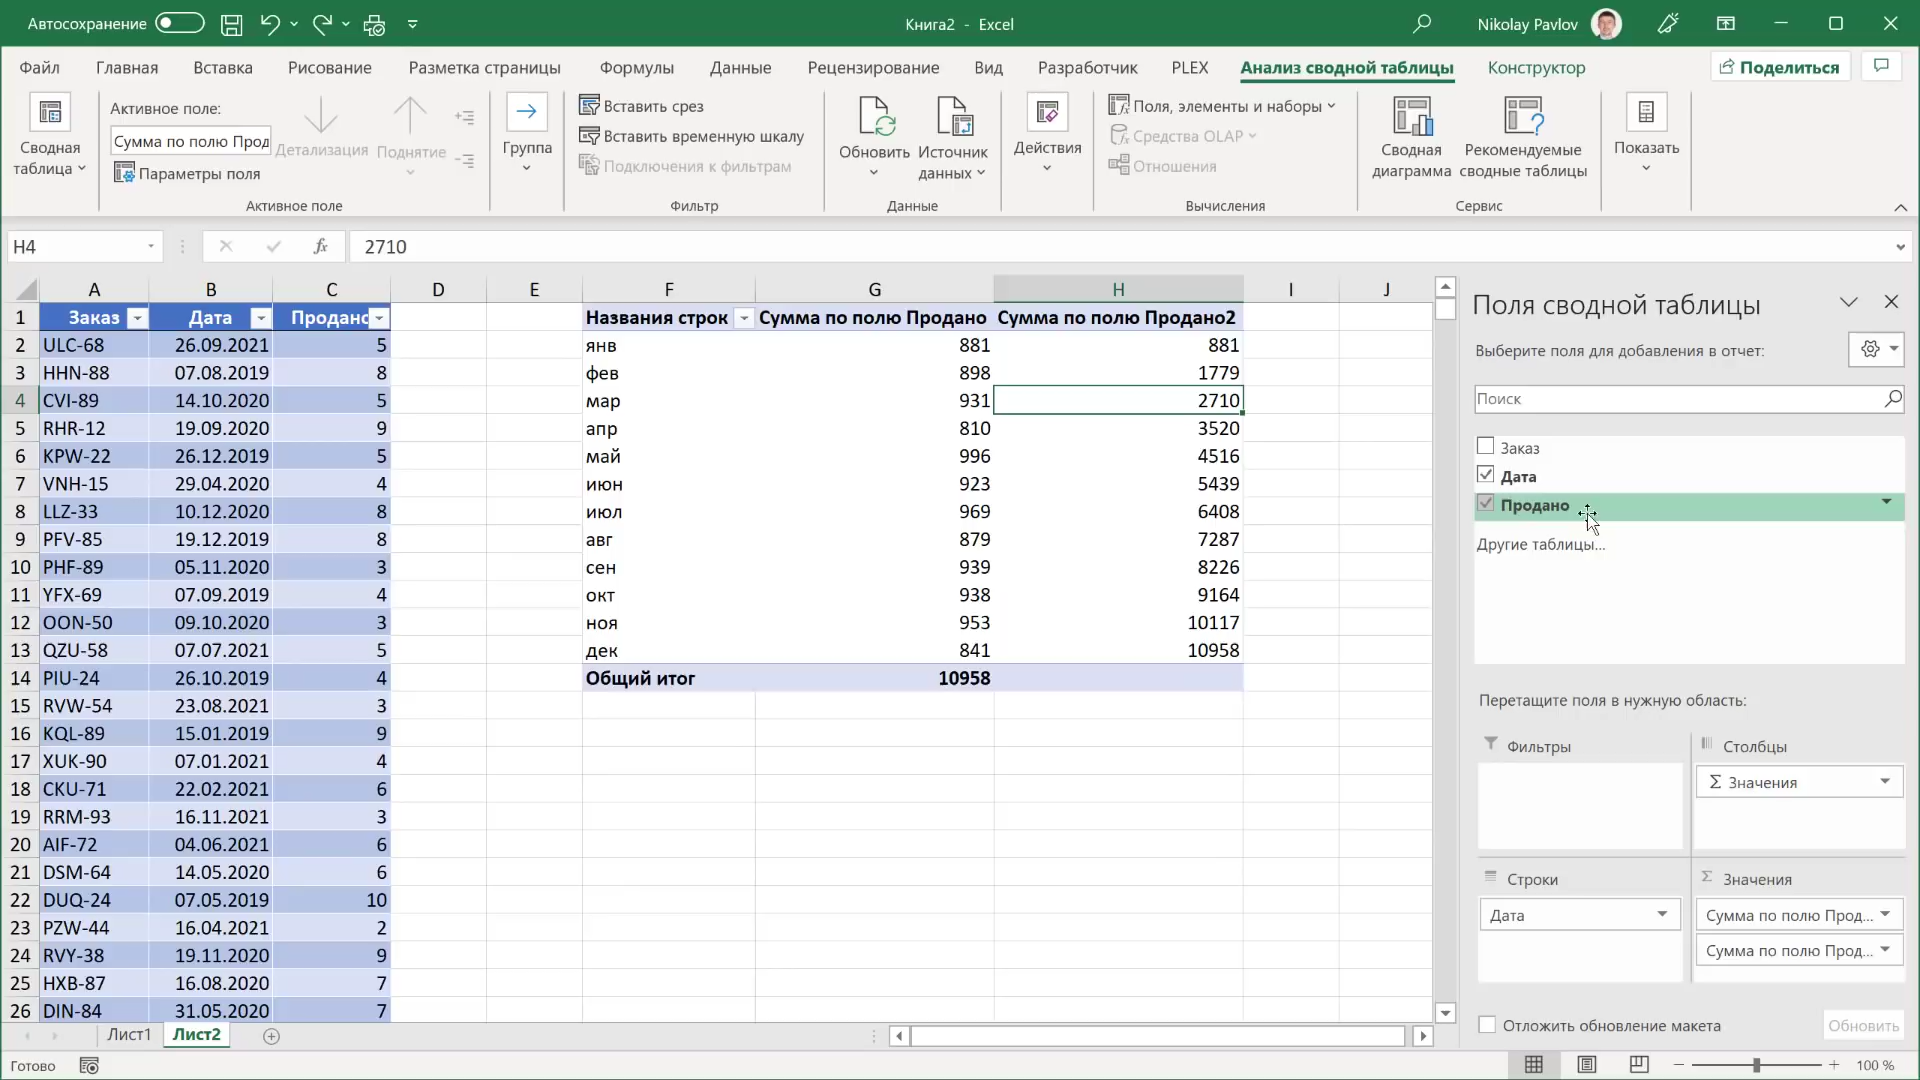 Автосохранение
Книга2 - Excel
Nikolay Pavlov
Файл Главная Вставка Рисование Разметка страницы Формулы Данные Рецензирование Вид Разработчик PLEX Анализ сводной таблицы Конструктор Поделиться
Сводная таблица
Активное поле:
Сумма по полю Прод
Параметры поля
Детализация
Поднятие
Активное поле
Группа
Вставить срез
Вставить временную шкалу
Подключения к фильтрам
Фильтр
Обновить
Источник данных
Данные
Действия
Поля, элементы и наборы
Средства OLAP
Отношения
Вычисления
Сводная диаграмма
Рекомендуемые сводные таблицы
Сервис
Показать
H4 fx 2710
A B C D E F G H I J
1 Заказ Дата Продано Названия строк Сумма по полю Продано Сумма по полю Продано2
2 ULC-68 26.09.2021 5 янв 881 881
3 HHN-88 07.08.2019 8 фев 898 1779
4 CVI-89 14.10.2020 5 мар 931 2710
5 RHR-12 19.09.2020 9 апр 810 3520
6 KPW-22 26.12.2019 5 май 996 4516
7 VNH-15 29.04.2020 4 июн 923 5439
8 LLZ-33 10.12.2020 8 июл 969 6408
9 PFV-85 19.12.2019 8 авг 879 7287
10 PHF-89 05.11.2020 3 сен 939 8226
11 YFX-69 07.09.2019 4 окт 938 9164
12 OON-50 09.10.2020 3 ноя 953 10117
13 QZU-58 07.07.2021 5 дек 841 10958
14 PIU-24 26.10.2019 4 Общий итог 10958
15 RVW-54 23.08.2021 3
16 KQL-89 15.01.2019 9
17 XUK-90 07.01.2021 4
18 CKU-71 22.02.2021 6
19 RRM-93 16.11.2021 3
20 AIF-72 04.06.2021 6
21 DSM-64 14.05.2020 6
22 DUQ-24 07.05.2019 10
23 PZW-44 16.04.2021 2
24 RVY-38 19.11.2020 9
25 HXB-87 16.08.2020 7
26 DIN-84 31.05.2020 7
Поля сводной таблицы
Выберите поля для добавления в отчет:
Поиск
Заказ
Дата
Продано
Другие таблицы...
Перетащите поля в нужную область:
Фильтры
Столбцы
Σ Значения
Строки
Дата
Σ Значения
Сумма по полю Прод...
Сумма по полю Прод...
Отложить обновление макета
Обновить
Лист1 Лист2
Готово
100 %